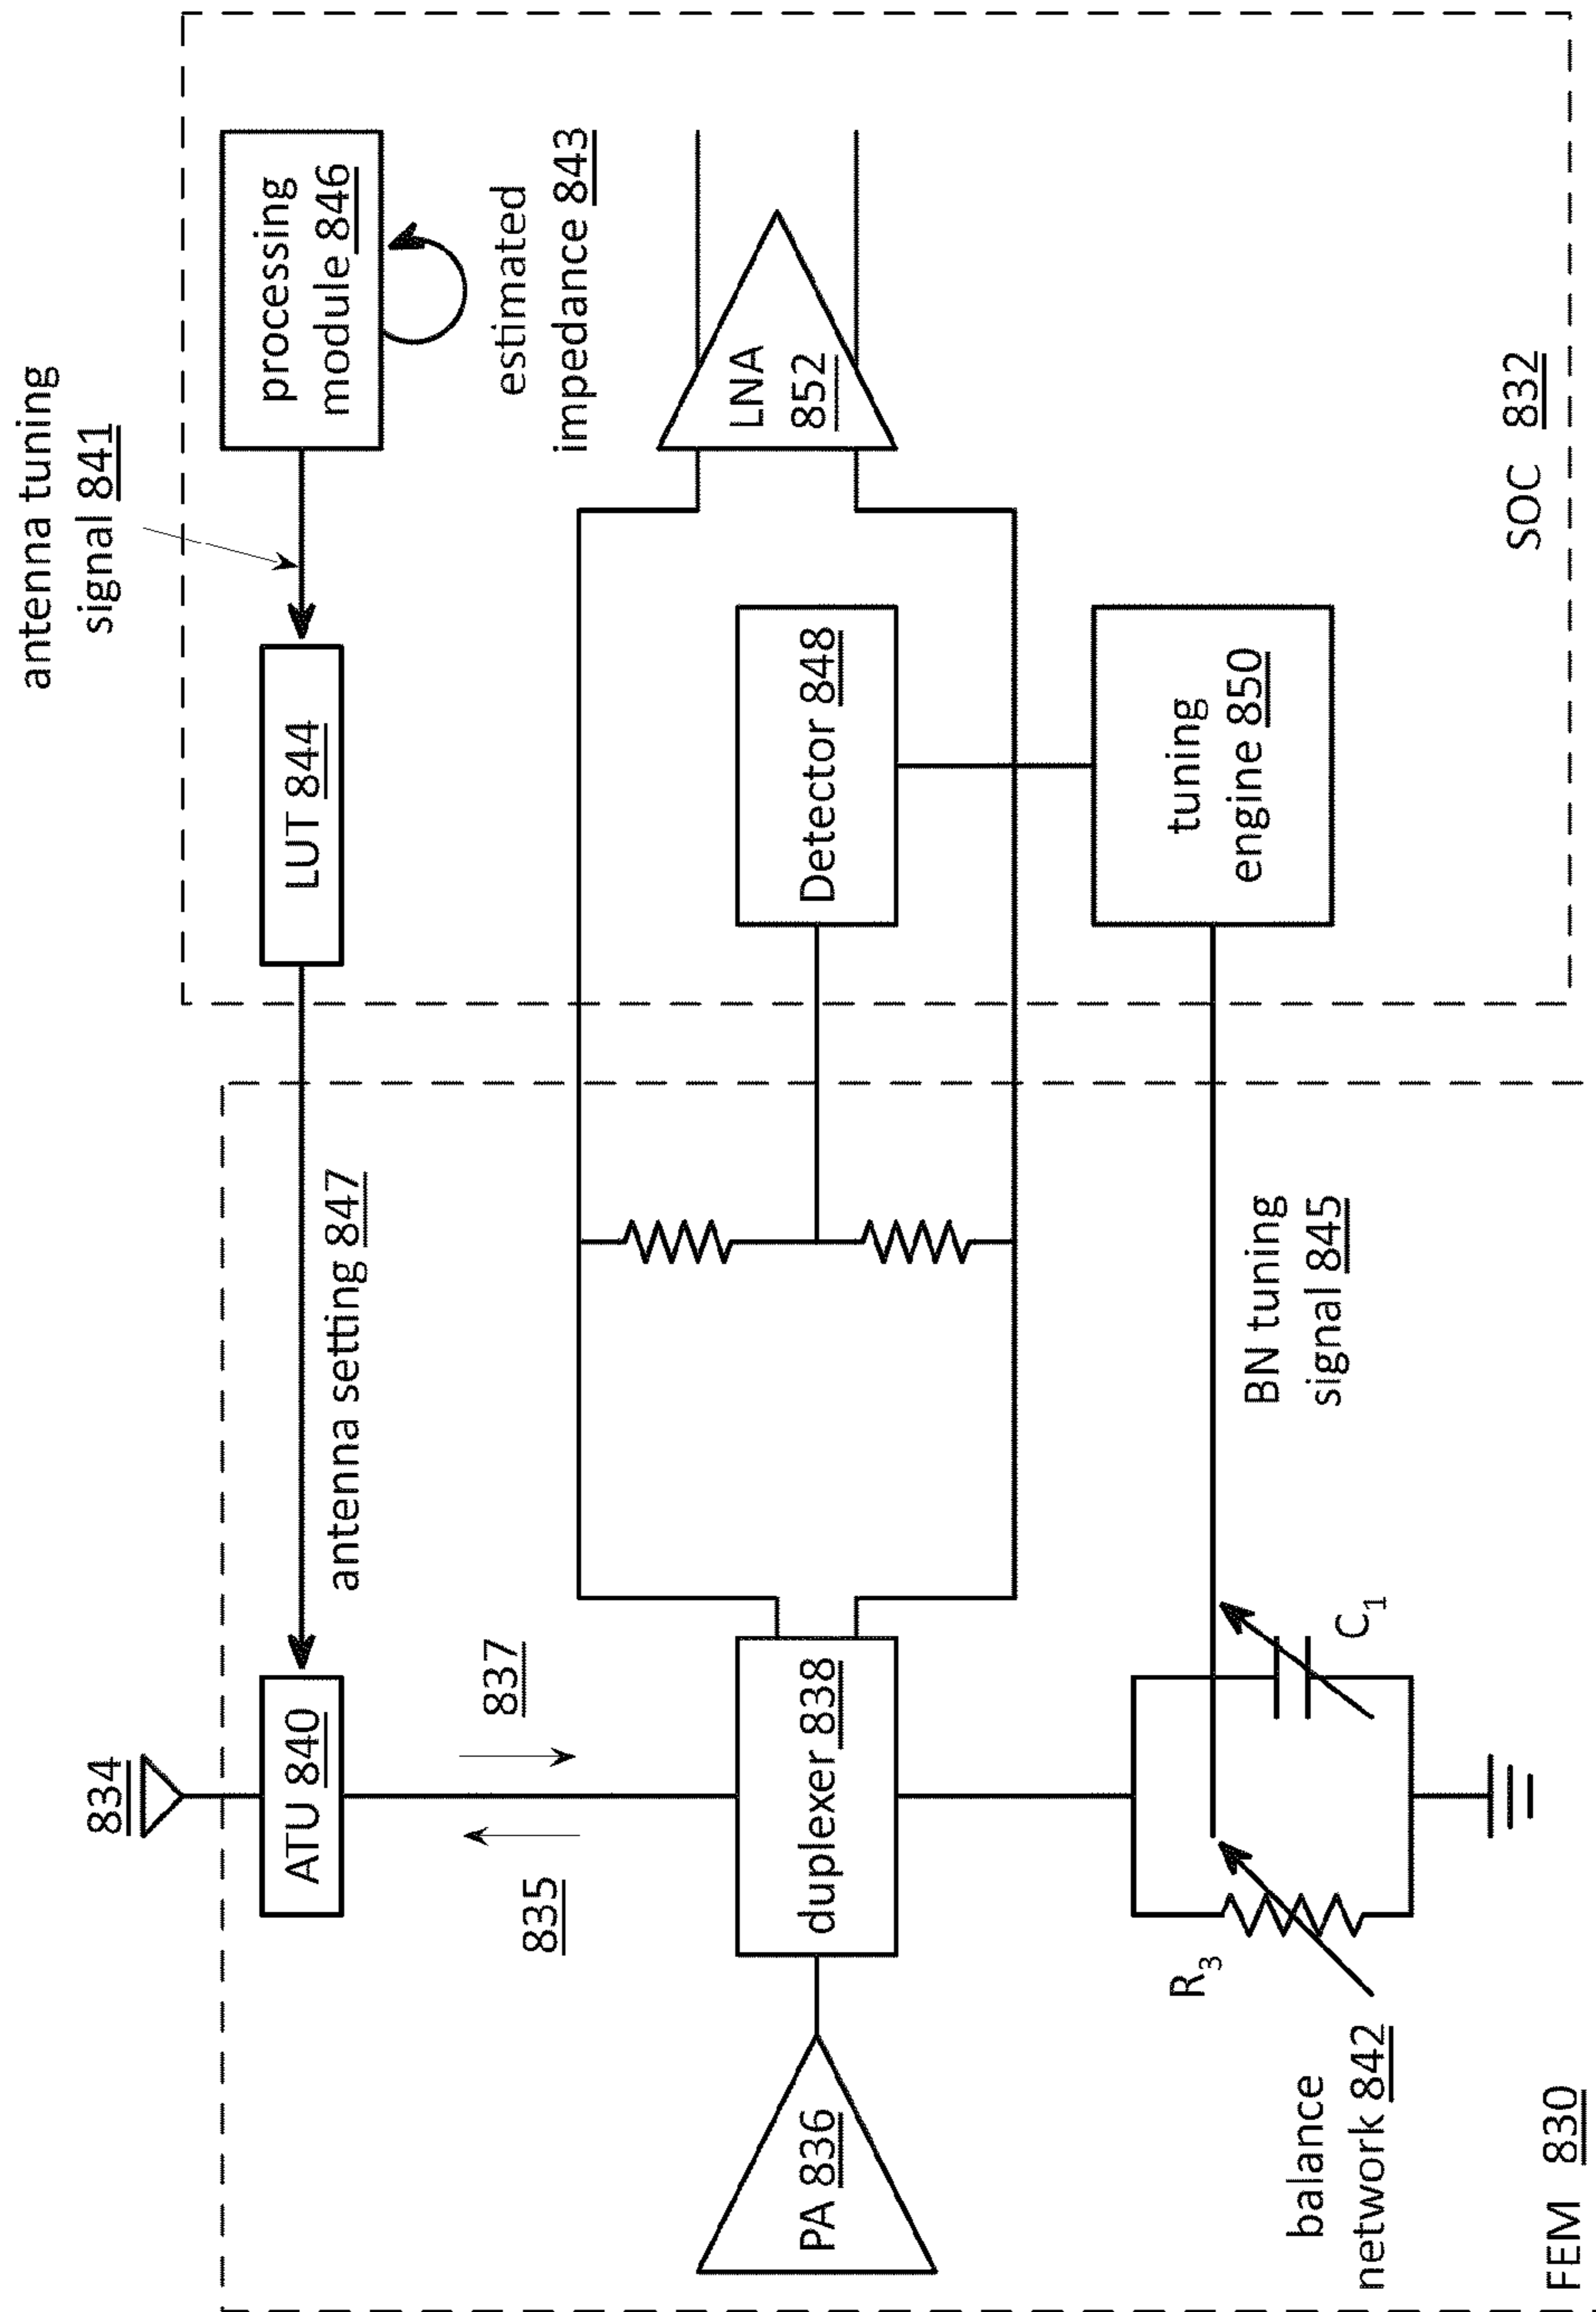 antenna tuning
signal 841
834
ATU 840
LUT 844
processing
module 846
antenna setting 847
835
837
estimated
impedance 843
PA 836
duplexer 838
Detector 848
LNA
852
R3
C1
BN tuning
signal 845
tuning
engine 850
balance
network 842
FEM 830
SOC 832